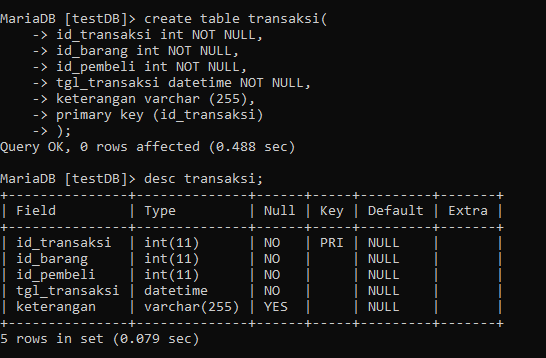 MariaDB [testDB]> create table transaksi(
    -> id_transaksi int NOT NULL,
    -> id_barang int NOT NULL,
    -> id_pembeli int NOT NULL,
    -> tgl_transaksi datetime NOT NULL,
    -> keterangan varchar (255),
    -> primary key (id_transaksi)
    -> );
Query OK, 0 rows affected (0.488 sec)
MariaDB [testDB]> desc transaksi;
+---------------+--------------+------+-----+---------+-------+
| Field         | Type         | Null | Key | Default | Extra |
+---------------+--------------+------+-----+---------+-------+
| id_transaksi  | int(11)      | NO   | PRI | NULL    |       |
| id_barang     | int(11)      | NO   |     | NULL    |       |
| id_pembeli    | int(11)      | NO   |     | NULL    |       |
| tgl_transaksi | datetime     | NO   |     | NULL    |       |
| keterangan    | varchar(255) | YES  |     | NULL    |       |
+---------------+--------------+------+-----+---------+-------+
5 rows in set (0.079 sec)